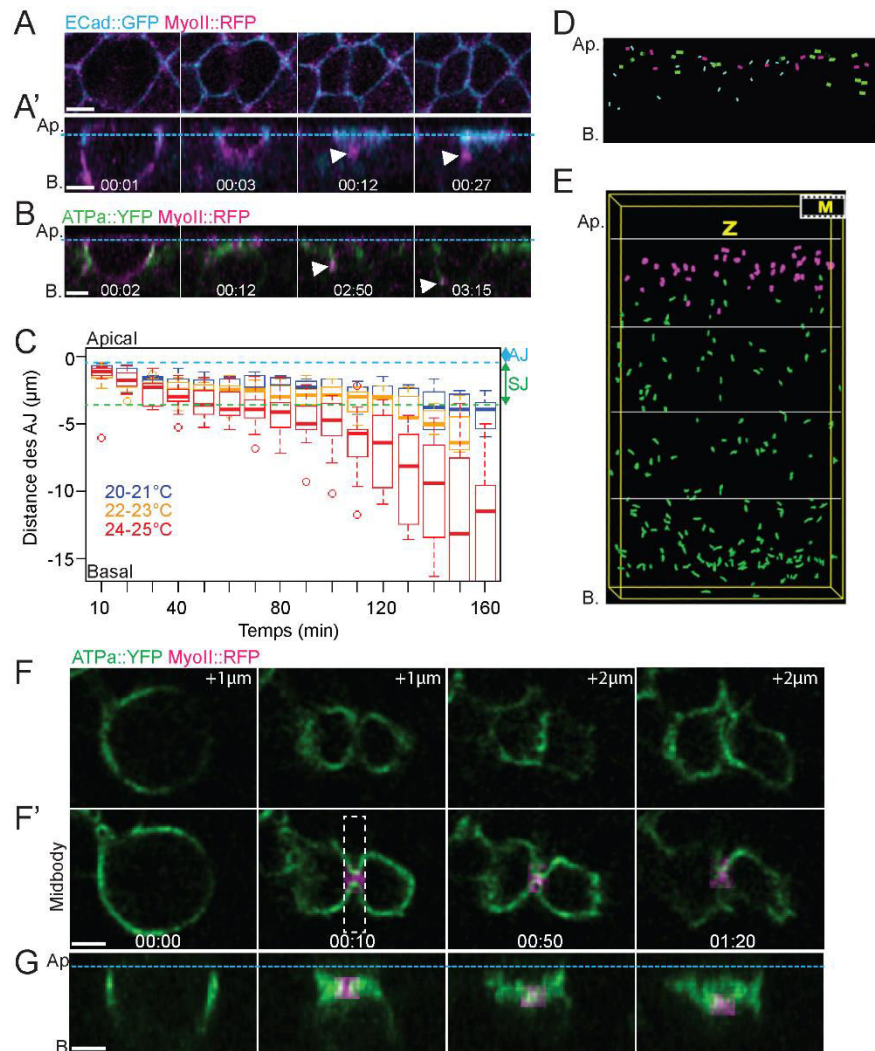 A
ECad::GFP MyoII::RFP
A'
Ap.
B.
00:01
00:03
00:12
00:27
B
ATPa::YFP MyoII::RFP
Ap.
B.
00:02
00:12
02:50
03:15
C
Apical
AJ
SJ
0
-5
-10
-15
Distance des AJ (µm)
20-21°C
22-23°C
24-25°C
Basal
10
40
80
120
160
Temps (min)
D
Ap.
B.
E
M
Ap.
Z
B.
ATPa::YFP MyoII::RFP
F
+1µm
+1µm
+2µm
+2µm
F'
Midbody
00:00
00:10
00:50
01:20
G
Ap
B